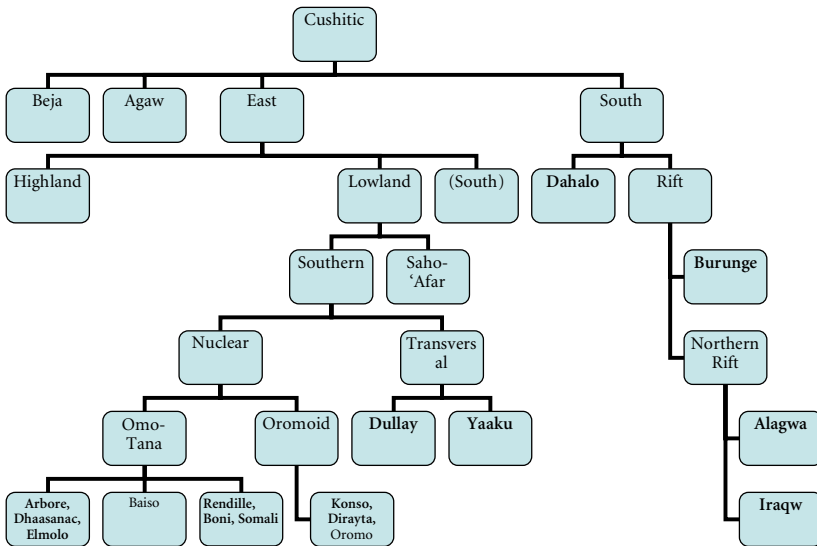 Cushitic
Beja
Agaw
East
South
Highland
Lowland
(South)
Dahalo
Rift
Southern
Saho-
‘Afar
Burunge
Nuclear
Transvers
al
Northern
Rift
Omo-
Tana
Oromoid
Dullay
Yaaku
Alagwa
Arbore,
Dhaasanac,
Elmolo
Baiso
Rendille,
Boni, Somali
Konso,
Dirayta,
Oromo
Iraqw